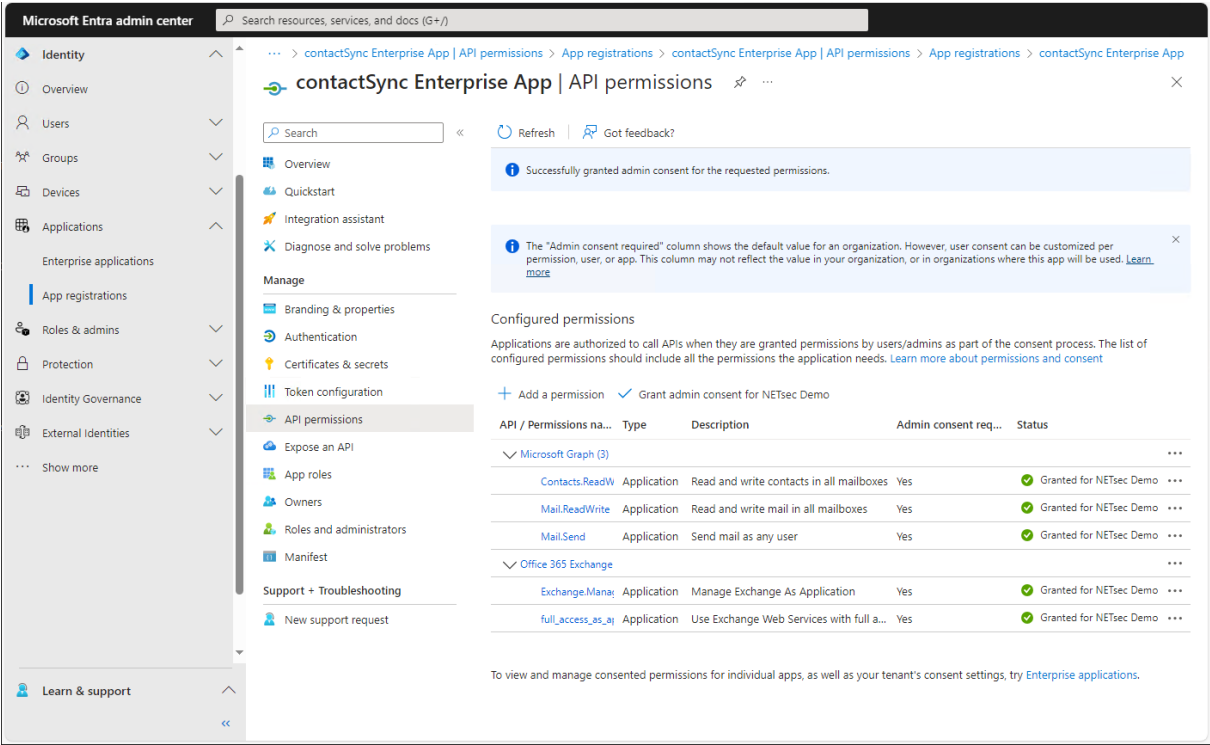 Microsoft Entra admin center
Search resources, services, and docs (G+/)
Identity
Overview
Users
Groups
Devices
Applications
Enterprise applications
App registrations
Roles & admins
Protection
Identity Governance
External Identities
Show more
Learn & support
··· > contactSync Enterprise App | API permissions > App registrations > contactSync Enterprise App | API permissions > App registrations > contactSync Enterprise App
contactSync Enterprise App | API permissions
Search
Overview
Quickstart
Integration assistant
Diagnose and solve problems
Manage
Branding & properties
Authentication
Certificates & secrets
Token configuration
API permissions
Expose an API
App roles
Owners
Roles and administrators
Manifest
Support + Troubleshooting
New support request
Refresh
Got feedback?
Successfully granted admin consent for the requested permissions.
The "Admin consent required" column shows the default value for an organization. However, user consent can be customized per
permission, user, or app. This column may not reflect the value in your organization, or in organizations where this app will be used. Learn
more
Configured permissions
Applications are authorized to call APIs when they are granted permissions by users/admins as part of the consent process. The list of
configured permissions should include all the permissions the application needs. Learn more about permissions and consent
Add a permission Grant admin consent for NETsec Demo
API / Permissions na... Type Description Admin consent req... Status
Microsoft Graph (3)
Contacts.ReadW Application Read and write contacts in all mailboxes Yes Granted for NETsec Demo
Mail.ReadWrite Application Read and write mail in all mailboxes Yes Granted for NETsec Demo
Mail.Send Application Send mail as any user Yes Granted for NETsec Demo
Office 365 Exchange
Exchange.Manag Application Manage Exchange As Application Yes Granted for NETsec Demo
full_access_as_a Application Use Exchange Web Services with full a... Yes Granted for NETsec Demo
To view and manage consented permissions for individual apps, as well as your tenant's consent settings, try Enterprise applications.